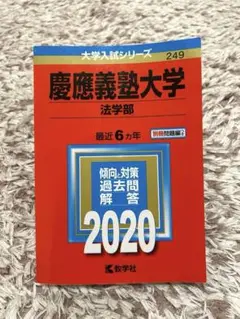 大学入試シリーズ
249
慶應義塾大学
法学部
最近6カ年
別冊問題編
傾向と対策
過去問
解答
2020
教学社